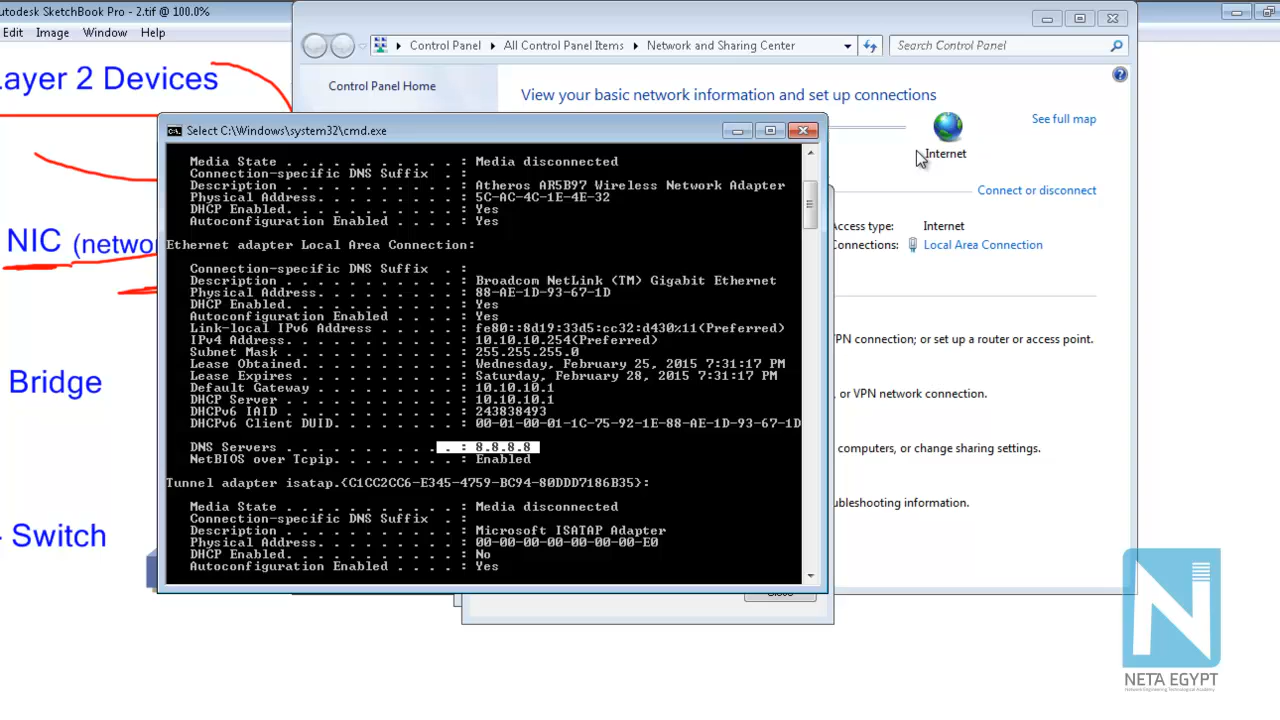 utodesk SketchBook Pro - 2.tif @ 100.0%
Edit Image Window Help
ayer 2 Devices
NIC (networ
Bridge
Switch
Control Panel All Control Panel Items Network and Sharing Center
Search Control Panel
Control Panel Home
View your basic network information and set up connections
See full map
Internet
Connect or disconnect
Access type: Internet
Connections: Local Area Connection
PN connection; or set up a router or access point.
, or VPN network connection.
computers, or change sharing settings.
ubleshooting information.
Select C:\Windows\system32\cmd.exe
Media State . . . . . . . . . . . : Media disconnected
Connection-specific DNS Suffix . :
Description . . . . . . . . . . . : Atheros AR5B97 Wireless Network Adapter
Physical Address. . . . . . . . . : 5C-AC-4C-1E-4E-32
DHCP Enabled. . . . . . . . . . . : Yes
Autoconfiguration Enabled . . . . : Yes
Ethernet adapter Local Area Connection:
Connection-specific DNS Suffix . :
Description . . . . . . . . . . . : Broadcom NetLink (TM) Gigabit Ethernet
Physical Address. . . . . . . . . : 88-AE-1D-93-67-1D
DHCP Enabled. . . . . . . . . . . : Yes
Autoconfiguration Enabled . . . . : Yes
Link-local IPv6 Address . . . . . : fe80::8d19:33d5:cc32:d430%11(Preferred)
IPv4 Address. . . . . . . . . . . : 10.10.10.254(Preferred)
Subnet Mask . . . . . . . . . . . : 255.255.255.0
Lease Obtained. . . . . . . . . . : Wednesday, February 25, 2015 7:31:17 PM
Lease Expires . . . . . . . . . . : Saturday, February 28, 2015 7:31:17 PM
Default Gateway . . . . . . . . . : 10.10.10.1
DHCP Server . . . . . . . . . . . : 10.10.10.1
DHCPv6 IAID . . . . . . . . . . . : 243838493
DHCPv6 Client DUID. . . . . . . . : 00-01-00-01-1C-75-92-1E-88-AE-1D-93-67-1D
DNS Servers . . . . . . . . . . . : 8.8.8.8
NetBIOS over Tcpip. . . . . . . . : Enabled
Tunnel adapter isatap.{C1CC2CC6-E345-4759-BC94-80DDD7186B35}:
Media State . . . . . . . . . . . : Media disconnected
Connection-specific DNS Suffix . :
Description . . . . . . . . . . . : Microsoft ISATAP Adapter
Physical Address. . . . . . . . . : 00-00-00-00-00-00-00-E0
DHCP Enabled. . . . . . . . . . . : No
Autoconfiguration Enabled . . . . : Yes
NETA EGYPT
Network Engineering Technological Academy